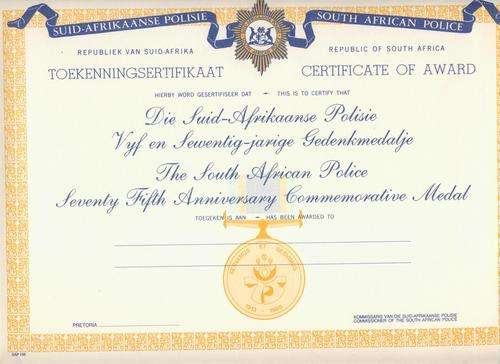 SUID-AFRIKAANSE POLISIE
SOUTH AFRICAN POLICE
REPUBLIEK VAN SUID-AFRIKA
REPUBLIC OF SOUTH AFRICA
TOEKENNINGSERTIFIKAAT
CERTIFICATE OF AWARD
HIERBY WORD GESERTIFISEER DAT — THIS IS TO CERTIFY THAT
Die Suid-Afrikaanse Polisie
Vyf en Sewentig-jarige Gedenkmedalje
The South African Police
Seventy Fifth Anniversary Commemorative Medal
TOEGEKEN IS AAN — HAS BEEN AWARDED TO
1913 - 1988
PRETORIA
KOMMISSARIS VAN DIE SUID-AFRIKAANSE POLISIE
COMMISSIONER OF THE SOUTH AFRICAN POLICE